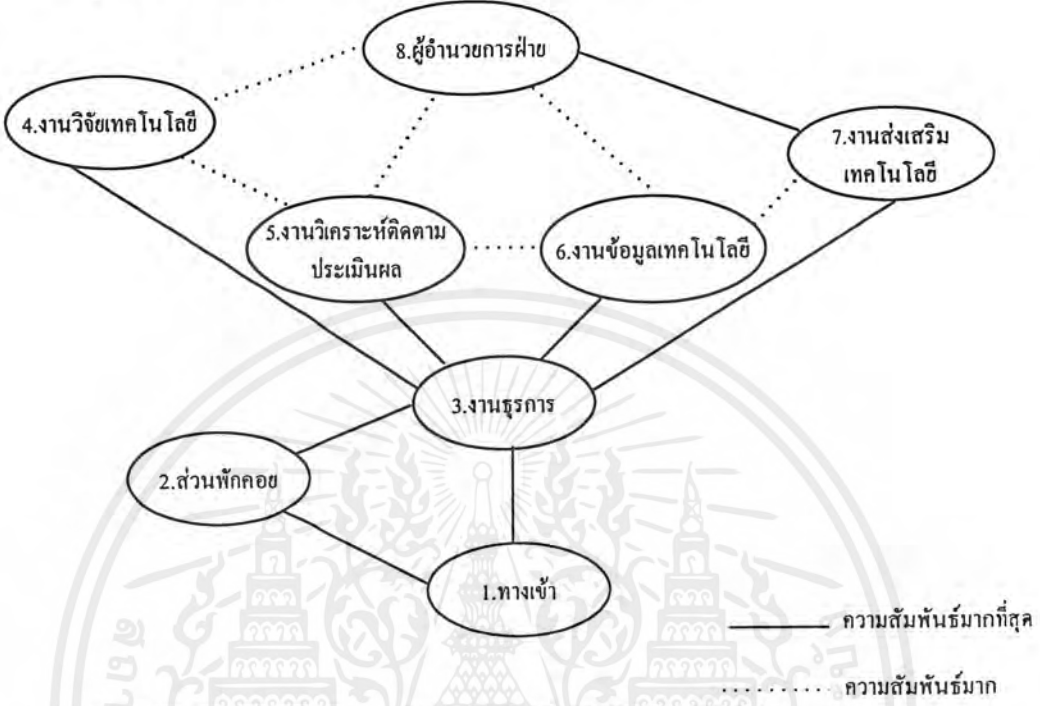 8.ผู้อำนวยการฝ่าย
4.งานวิจัยเทคโนโลยี
7.งานส่งเสริม
เทคโนโลยี
5.งานวิเคราะห์ติดตาม
ประเมินผล
6.งานข้อมูลเทคโนโลยี
3.งานธุรการ
2.ส่วนพักคอย
1.ทางเข้า
ความสัมพันธ์มากที่สุด
ความสัมพันธ์มาก